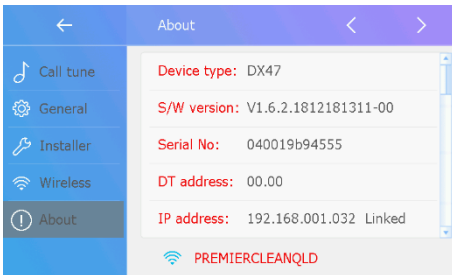 About
Call tune
General
Installer
Wireless
About
Device type: DX47
S/W version: V1.6.2.1812181311-00
Serial No: 040019b94555
DT address: 00.00
IP address: 192.168.001.032 Linked
PREMIERCLEANQLD